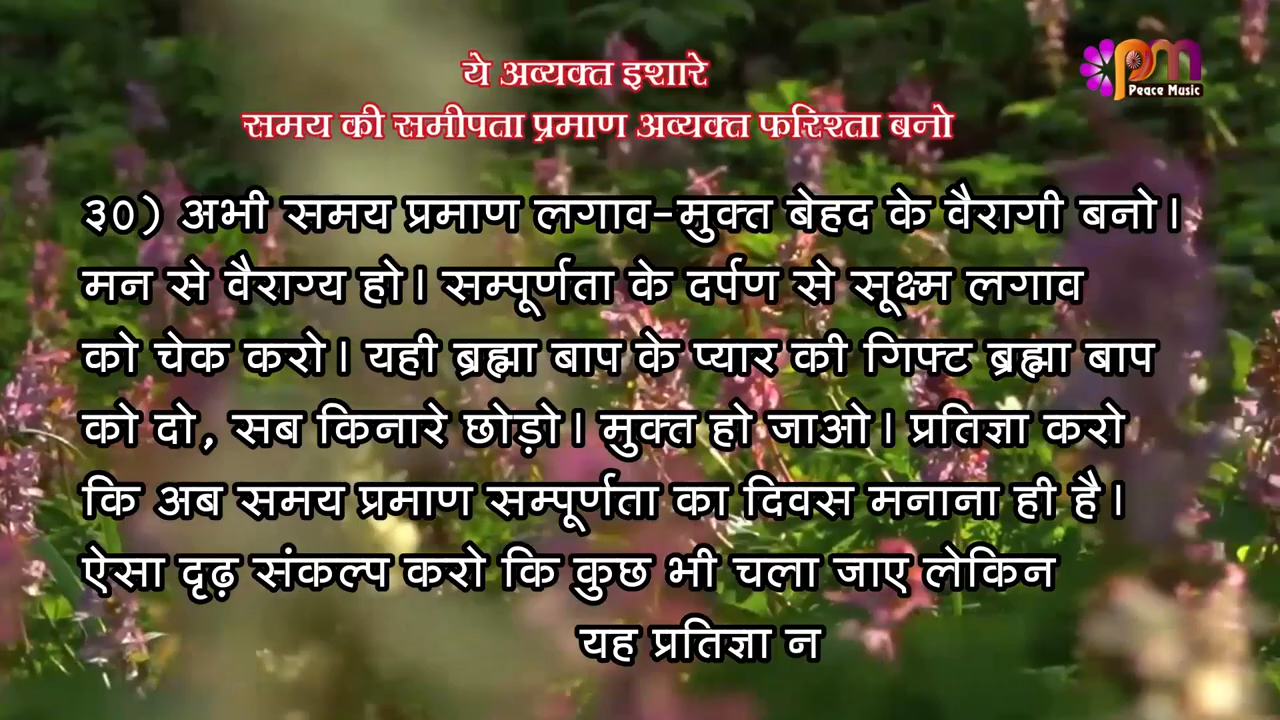 ये अव्यक्त इशारे
समय की समीपता प्रमाण अव्यक्त फरिश्ता बनो
pm
Peace Music
३०) अभी समय प्रमाण लगाव-मुक्त बेहद के वैरागी बनो।
मन से वैराग्य हो। सम्पूर्णता के दर्पण से सूक्ष्म लगाव
को चेक करो। यही ब्रह्मा बाप के प्यार की गिफ्ट ब्रह्मा बाप
को दो, सब किनारे छोड़ो। मुक्त हो जाओ। प्रतिज्ञा करो
कि अब समय प्रमाण सम्पूर्णता का दिवस मनाना ही है।
ऐसा दृढ़ संकल्प करो कि कुछ भी चला जाए लेकिन
यह प्रतिज्ञा न